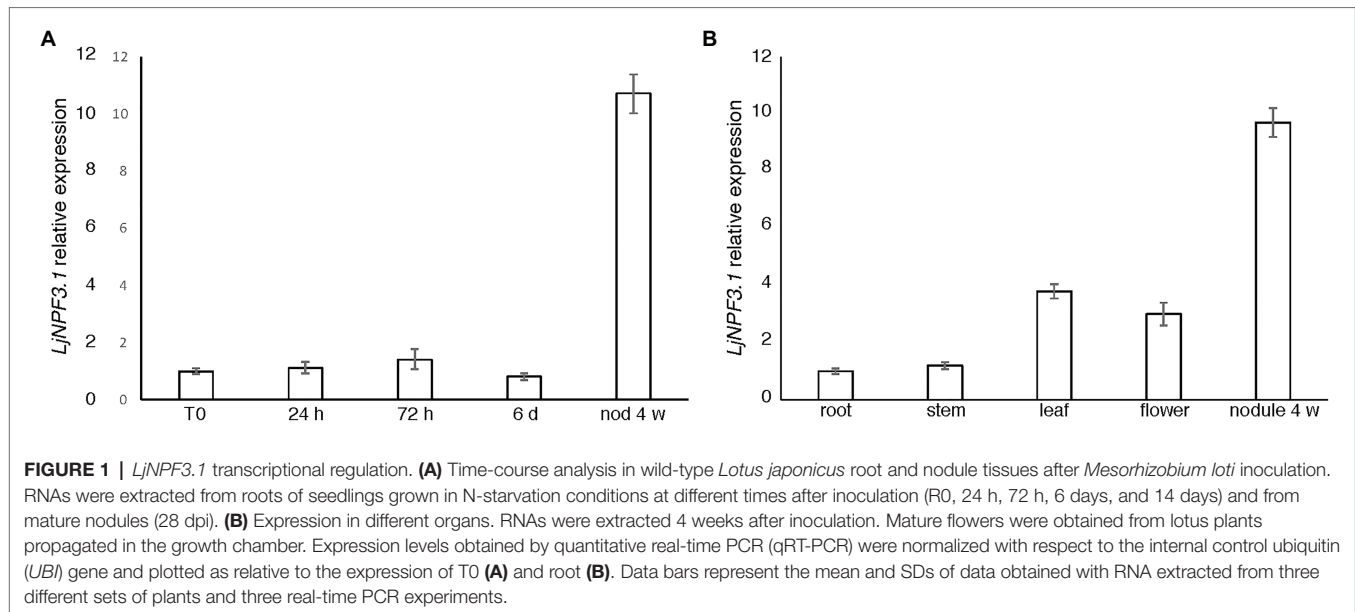 A
B
LjNPF3.1 relative expression
12
10
8
6
4
2
0
12
10
8
6
4
2
0
T0 24 h 72 h 6 d nod 4 w
LjNPF3.1 relative expression
12
10
8
6
4
2
0
root stem leaf flower nodule 4 w
FIGURE 1 | LjNPF3.1 transcriptional regulation. (A) Time-course analysis in wild-type Lotus japonicus root and nodule tissues after Mesorhizobium loti inoculation.
RNAs were extracted from roots of seedlings grown in N-starvation conditions at different times after inoculation (R0, 24 h, 72 h, 6 days, and 14 days) and from
mature nodules (28 dpi). (B) Expression in different organs. RNAs were extracted 4 weeks after inoculation. Mature flowers were obtained from lotus plants
propagated in the growth chamber. Expression levels obtained by quantitative real-time PCR (qRT-PCR) were normalized with respect to the internal control ubiquitin
(UBI) gene and plotted as relative to the expression of T0 (A) and root (B). Data bars represent the mean and SDs of data obtained with RNA extracted from three
different sets of plants and three real-time PCR experiments.